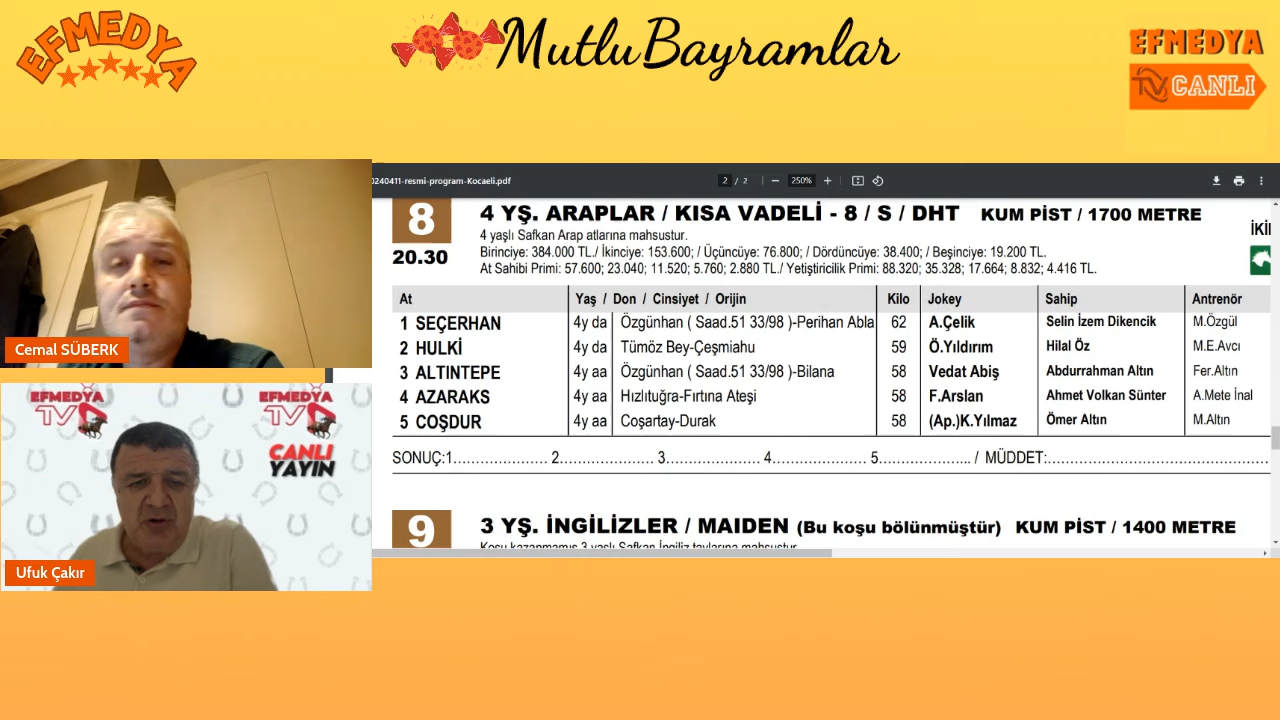 EFMEDYA
Mutlu Bayramlar
EFMEDYA
TV CANLI
20240411-resmi-program-Kocaeli.pdf
2 / 2
250%
8
20.30
4 YŞ. ARAPLAR / KISA VADELİ - 8 / S / DHT KUM PİST / 1700 METRE
4 yaşlı Safkan Arap atlarına mahsustur.
Birinciye: 384.000 TL./ İkinciye: 153.600; / Üçüncüye: 76.800; / Dördüncüye: 38.400; / Beşinciye: 19.200 TL.
At Sahibi Primi: 57.600; 23.040; 11.520; 5.760; 2.880 TL./ Yetiştiricilik Primi: 88.320; 35.328; 17.664; 8.832; 4.416 TL.
At Yaş / Don / Cinsiyet / Orijin Kilo Jokey Sahip Antrenör
1 SEÇERHAN 4y da Özgünhan ( Saad.51 33/98 )-Perihan Abla 62 A.Çelik Selin İzem Dikencik M.Özgül
2 HULKİ 4y da Tümöz Bey-Çeşmiahu 59 Ö.Yıldırım Hilal Öz M.E.Avcı
3 ALTINTEPE 4y aa Özgünhan ( Saad.51 33/98 )-Bilana 58 Vedat Abiş Abdurrahman Altın Fer.Altın
4 AZARAKS 4y aa Hızlıtuğra-Fırtına Ateşi 58 F.Arslan Ahmet Volkan Sünter A.Mete İnal
5 COŞDUR 4y aa Coşartay-Durak 58 (Ap.)K.Yılmaz Ömer Altın M.Altın
SONUÇ:1..................... 2..................... 3..................... 4..................... 5..................... / MÜDDET:..................................................
9
3 YŞ. İNGİLİZLER / MAIDEN (Bu koşu bölünmüştür) KUM PİST / 1400 METRE
Koşu kazanmamış 3 yaşlı Safkan İngiliz taylarına mahsustur.
Cemal SÜBERK
EFMEDYA
TV
EFMEDYA
TV
CANLI
YAYIN
Ufuk Çakır